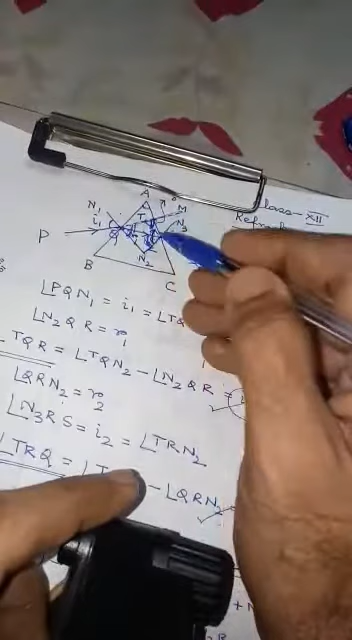 Class-XII
A
N₁
T
M
N₃
i₁
P
Q
N₂
B
C
∠PQN₁ = i₁ = ∠TQ
∠N₂QR = r₁
∠TQR = ∠TQN₂ - ∠N₂QR =
∠QRN₂ = r₂
∠N₃RS = i₂ = ∠TRN₂
∠TRQ = - ∠QRN₂